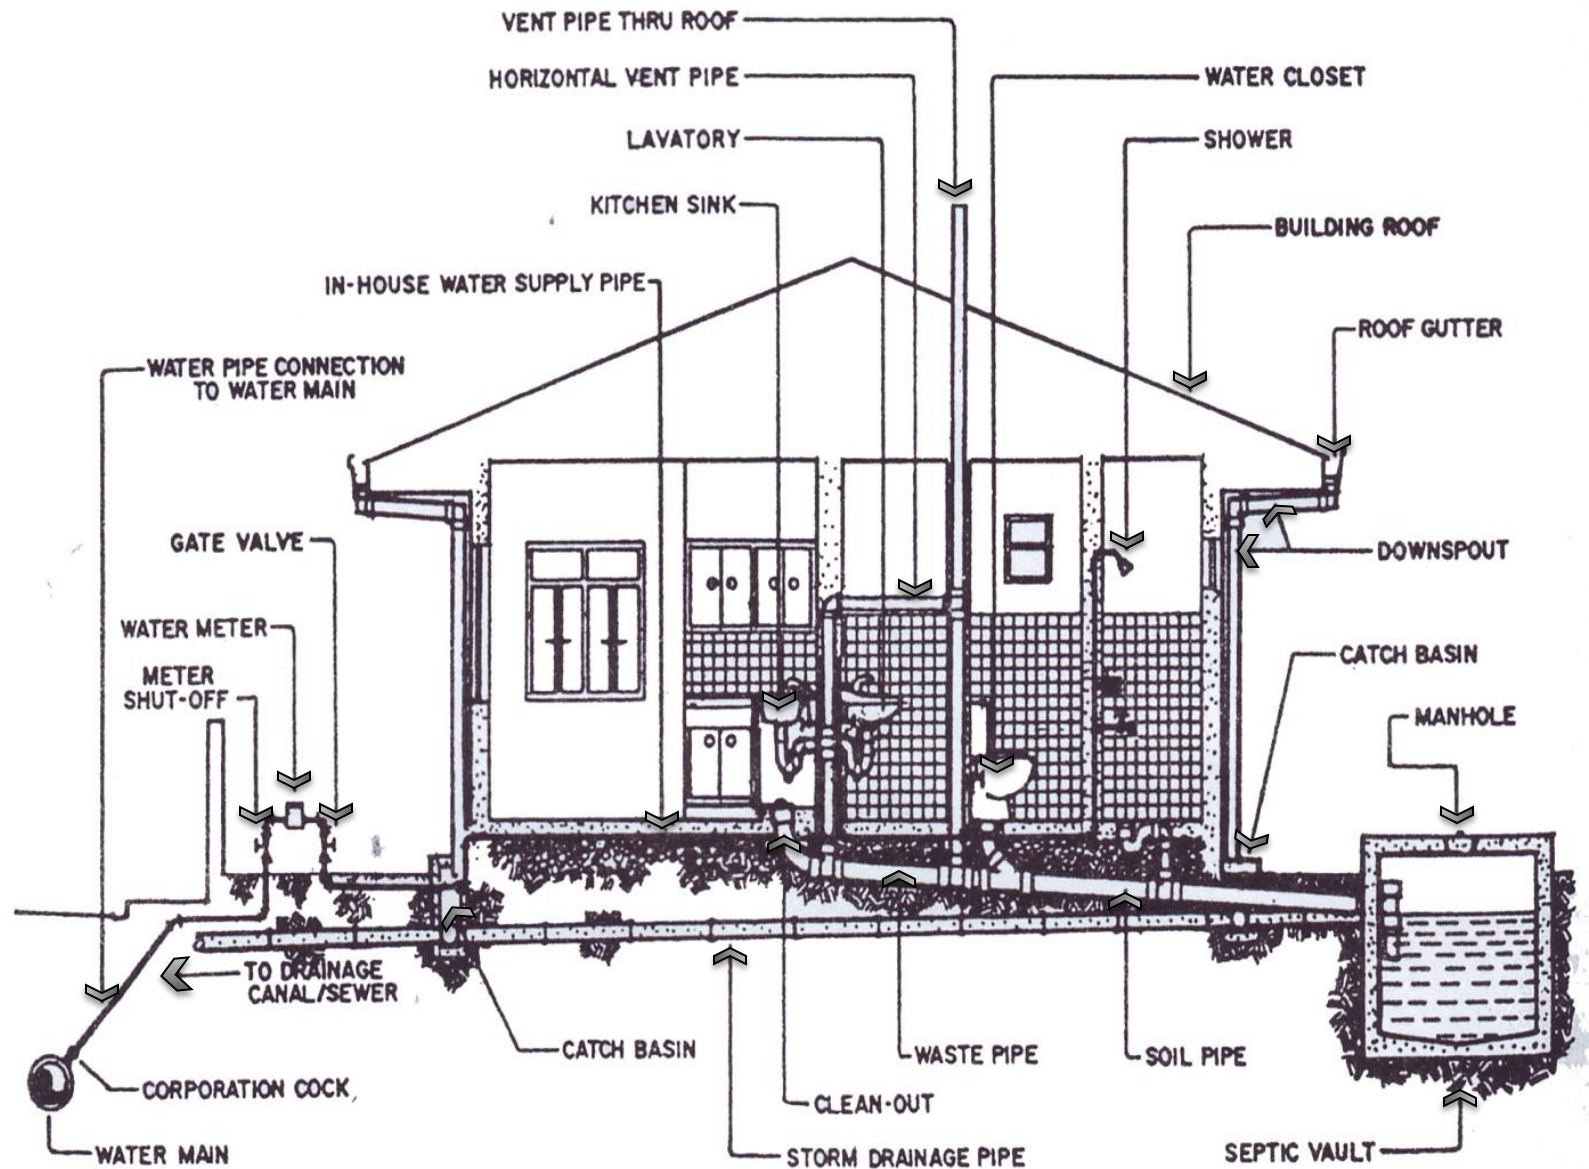 VENT PIPE THRU ROOF
HORIZONTAL VENT PIPE
WATER CLOSET
LAVATORY
SHOWER
KITCHEN SINK
BUILDING ROOF
IN-HOUSE WATER SUPPLY PIPE
ROOF GUTTER
WATER PIPE CONNECTION
TO WATER MAIN
GATE VALVE
DOWNSPOUT
WATER METER
CATCH BASIN
METER
SHUT-OFF
MANHOLE
TO DRAINAGE
CANAL/SEWER
CATCH BASIN
WASTE PIPE
SOIL PIPE
CORPORATION COCK
CLEAN-OUT
WATER MAIN
STORM DRAINAGE PIPE
SEPTIC VAULT